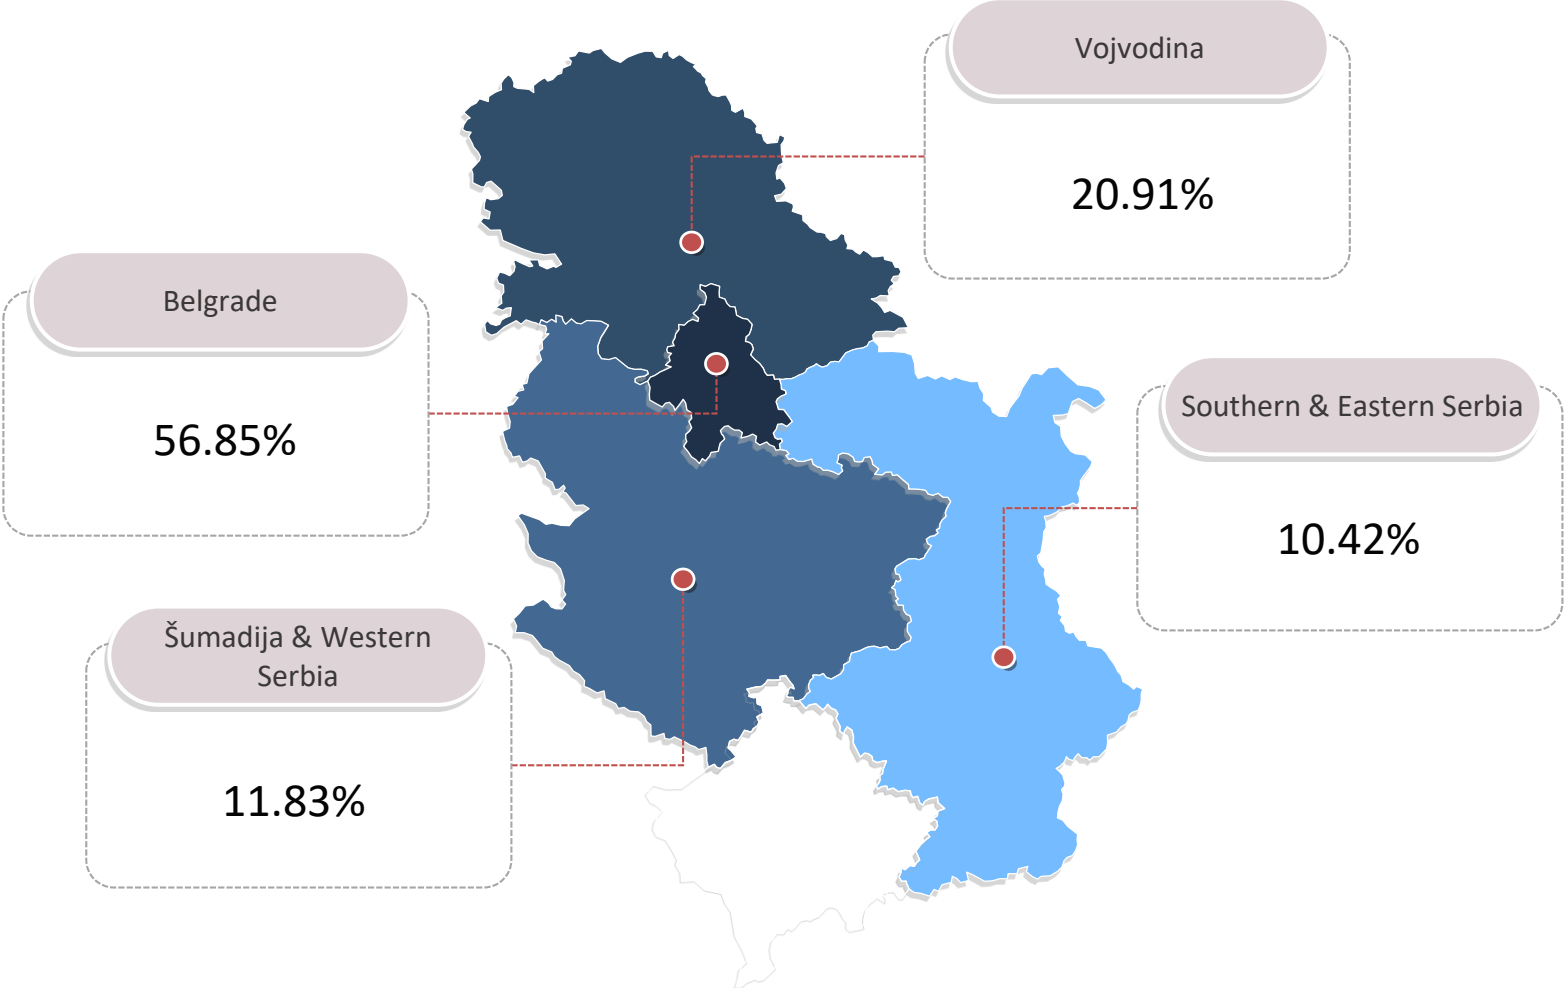 Vojvodina
20.91%
Belgrade
56.85%
Southern & Eastern Serbia
10.42%
Šumadija & Western
Serbia
11.83%